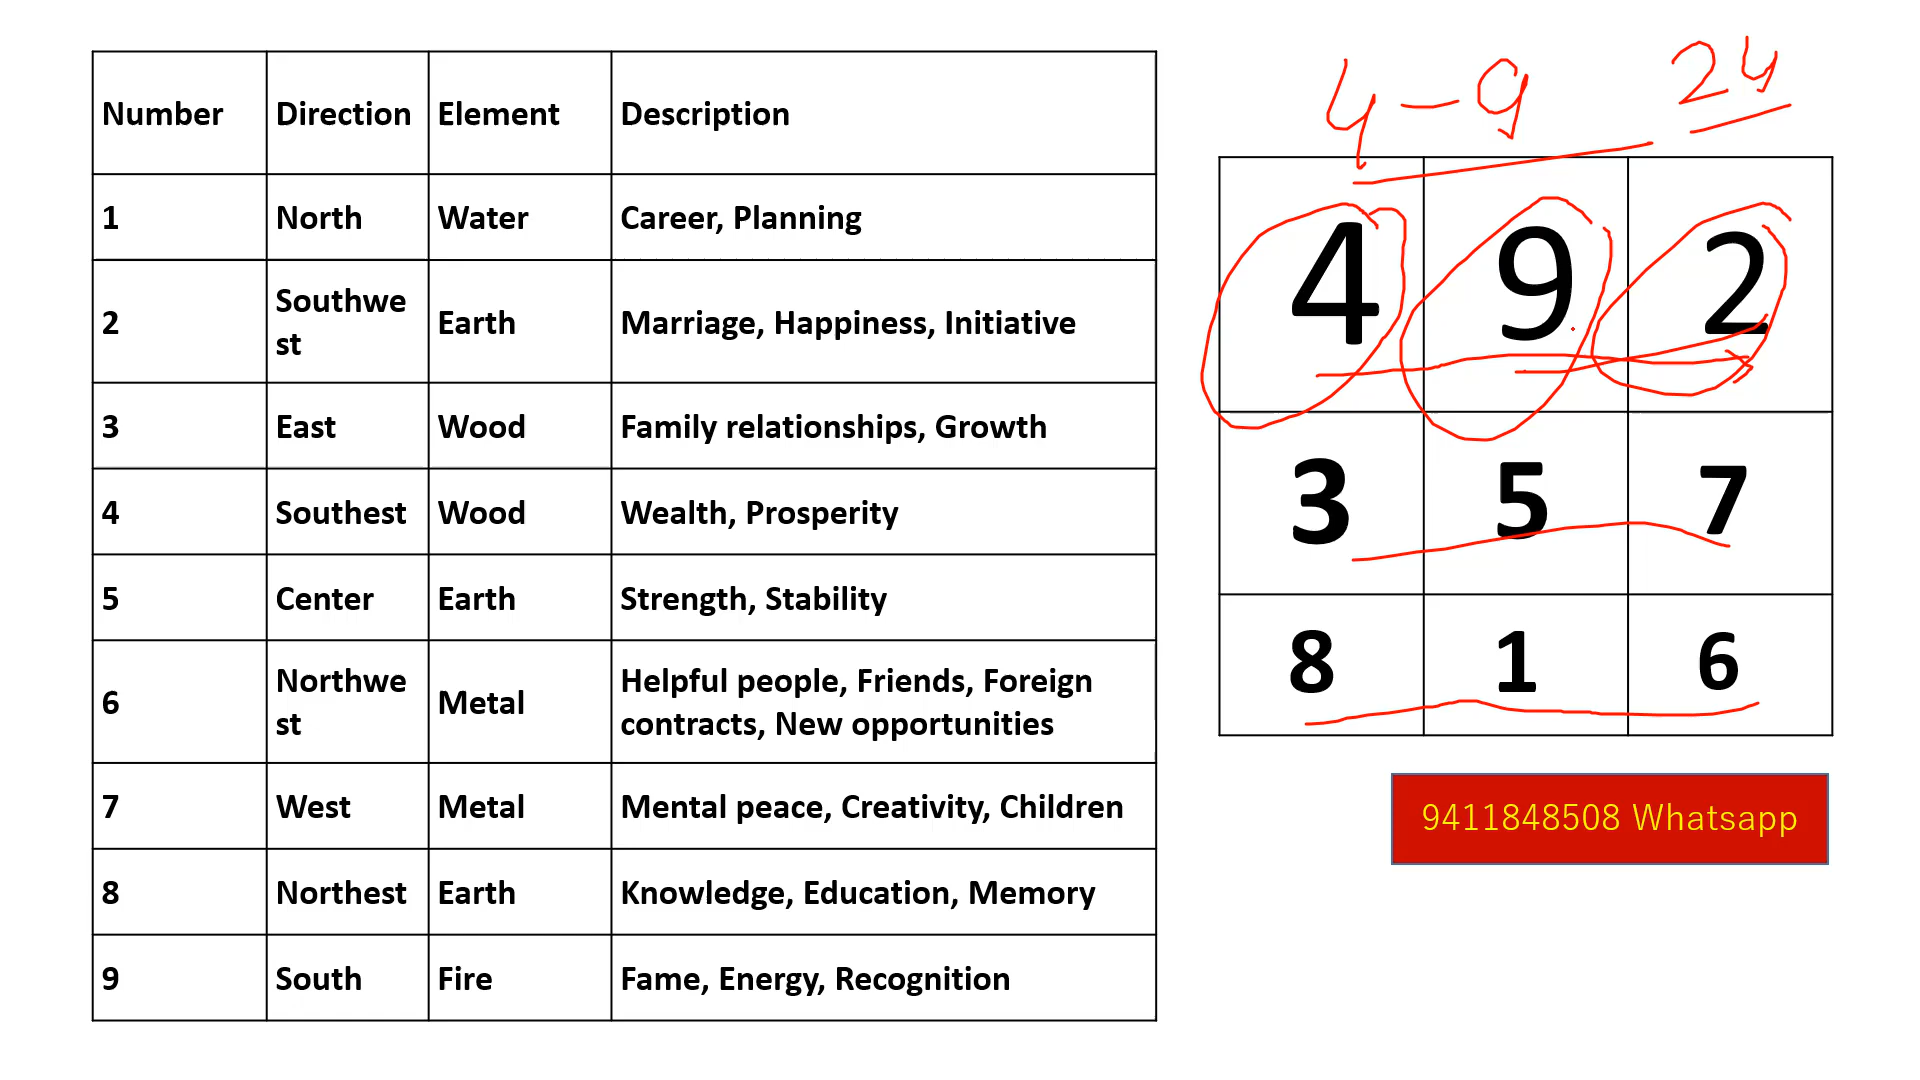 Number Direction Element Description
1 North Water Career, Planning
2 Southwe
st Earth Marriage, Happiness, Initiative
3 East Wood Family relationships, Growth
4 Southest Wood Wealth, Prosperity
5 Center Earth Strength, Stability
6 Northwe
st Metal Helpful people, Friends, Foreign
contracts, New opportunities
7 West Metal Mental peace, Creativity, Children
8 Northest Earth Knowledge, Education, Memory
9 South Fire Fame, Energy, Recognition
4-9 24
4 9 2
3 5 7
8 1 6
9411848508 Whatsapp